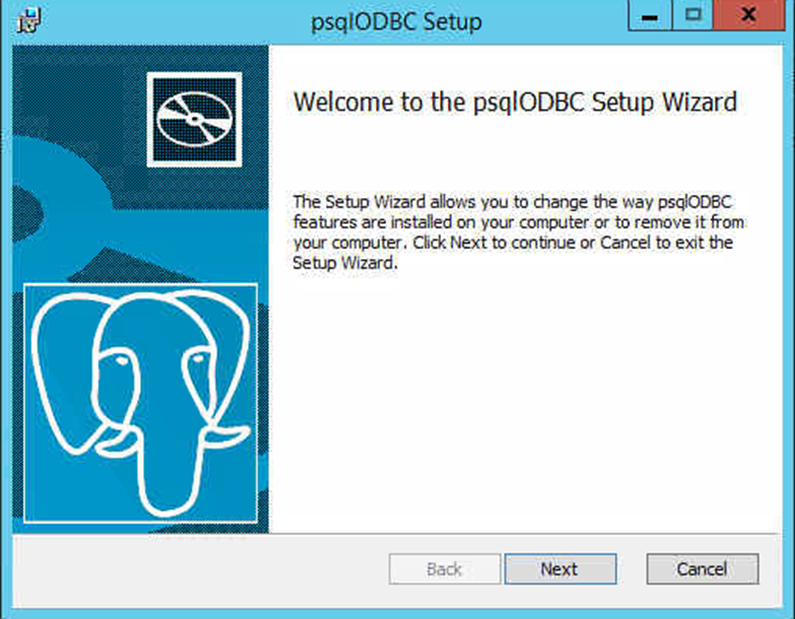 psqlODBC Setup
Welcome to the psqlODBC Setup Wizard
The Setup Wizard allows you to change the way psqlODBC
features are installed on your computer or to remove it from
your computer. Click Next to continue or Cancel to exit the
Setup Wizard.
Back
Next
Cancel